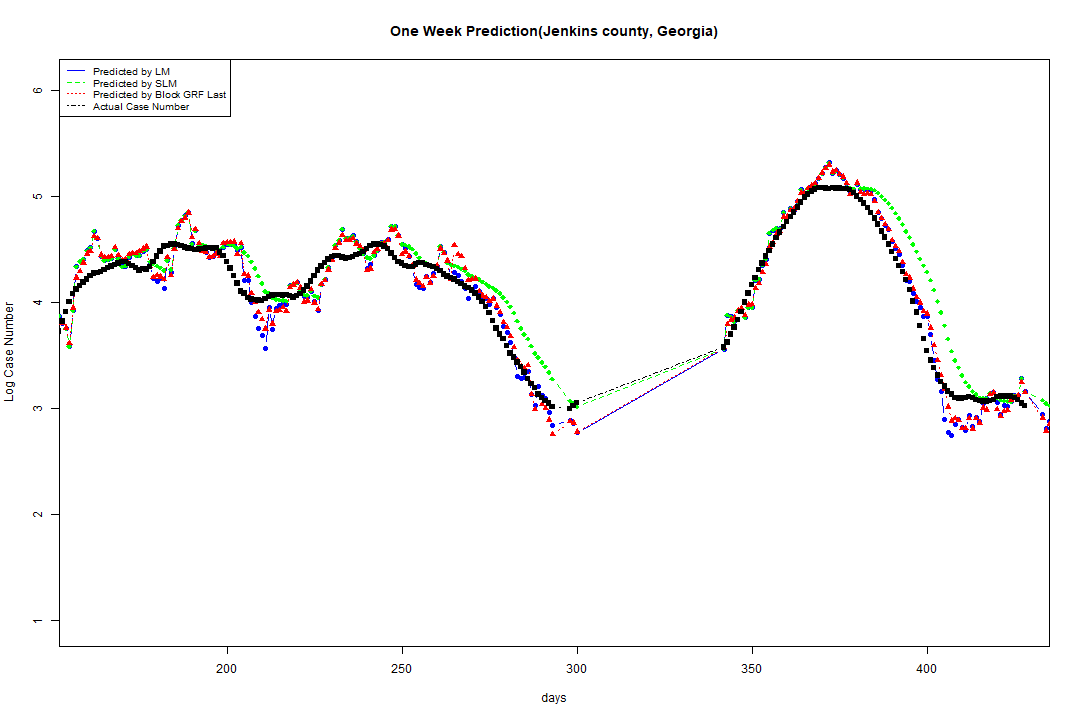 One Week Prediction(Jenkins county, Georgia)
Predicted by LM
Predicted by SLM
Predicted by Block GRF Last
Actual Case Number
6
5
4
3
2
1
Log Case Number
200
250
300
350
400
days